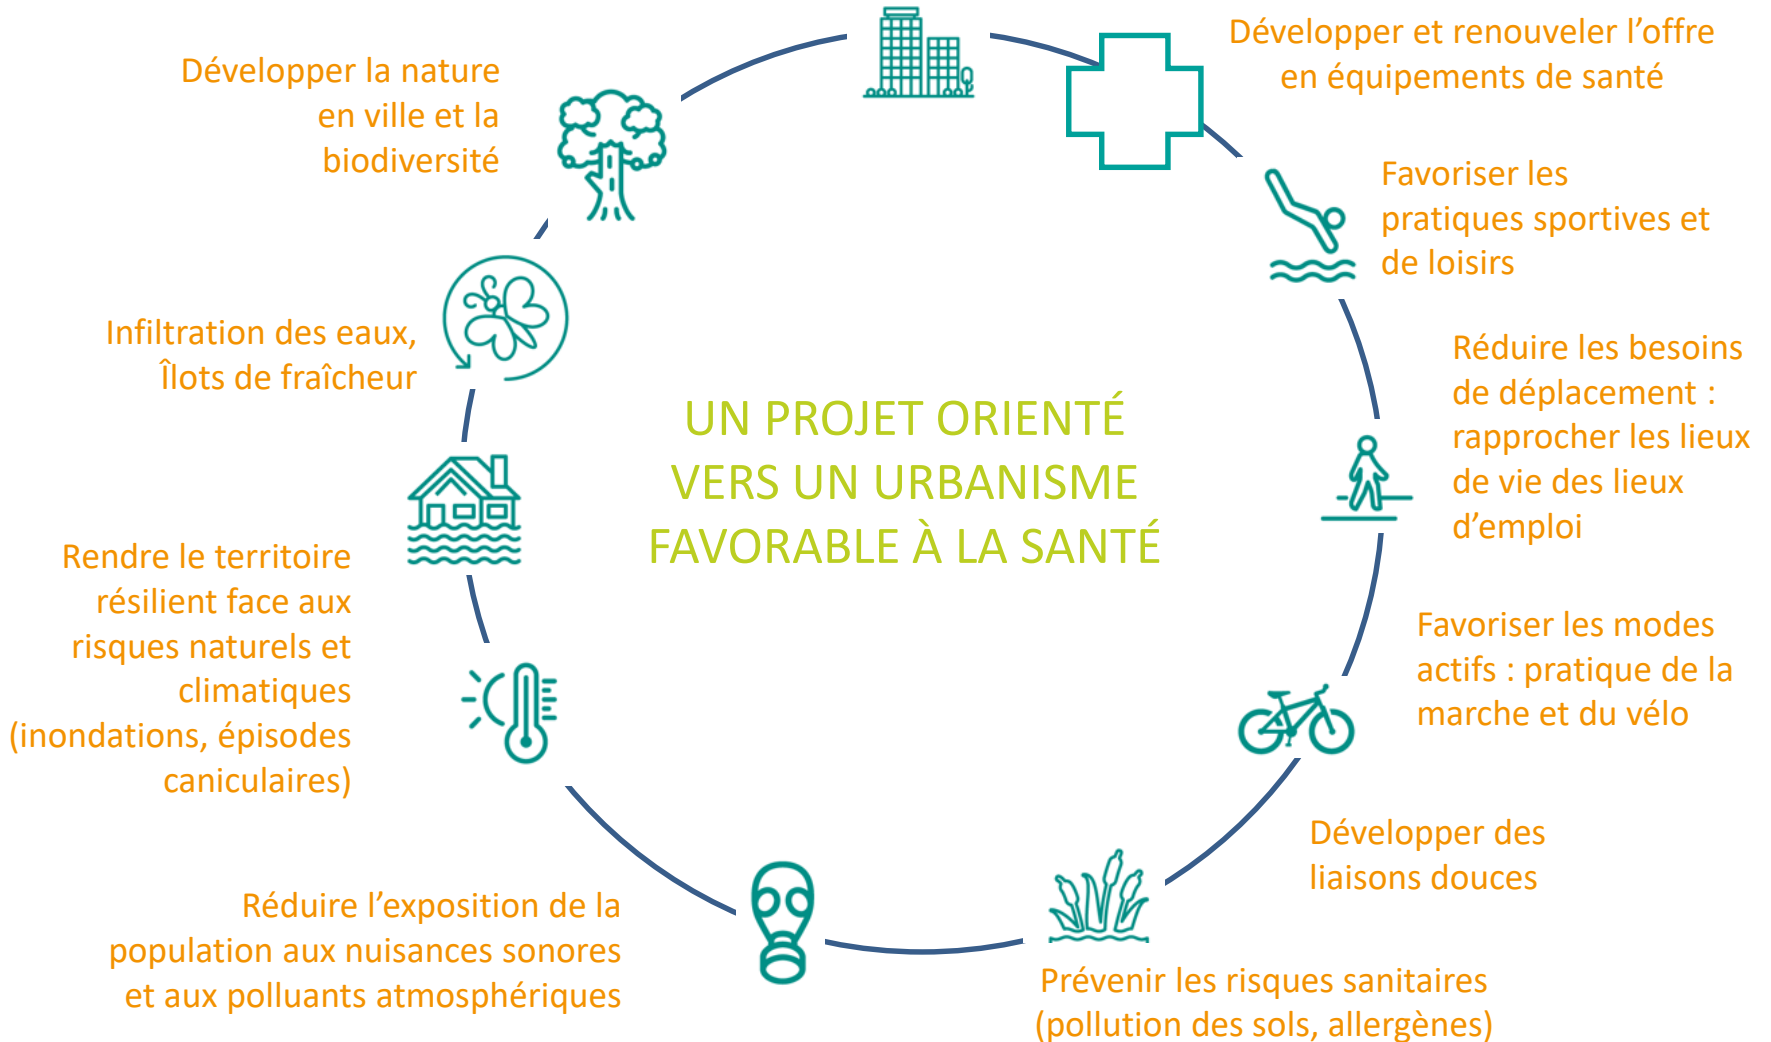 Développer et renouveler l’offre
en équipements de santé
Favoriser les
pratiques sportives et
de loisirs
Réduire les besoins
de déplacement :
rapprocher les lieux
de vie des lieux
d’emploi
Favoriser les modes
actifs : pratique de la
marche et du vélo
Développer des
liaisons douces
Prévenir les risques sanitaires
(pollution des sols, allergènes)
Réduire l’exposition de la
population aux nuisances sonores
et aux polluants atmosphériques
Rendre le territoire
résilient face aux
risques naturels et
climatiques
(inondations, épisodes
caniculaires)
Infiltration des eaux,
Îlots de fraîcheur
Développer la nature
en ville et la
biodiversité
UN PROJET ORIENTÉ
VERS UN URBANISME
FAVORABLE À LA SANTÉ